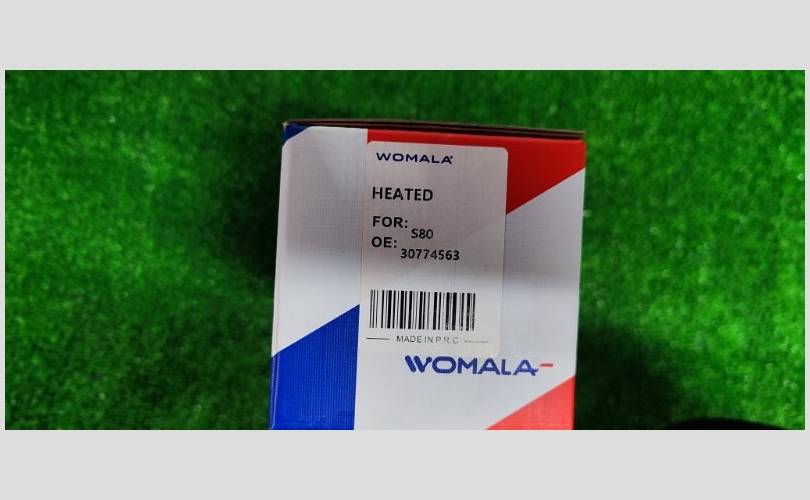 WOMALA
HEATED
FOR: S80
OE: 30774563
MADE IN P.R.C
WOMALA